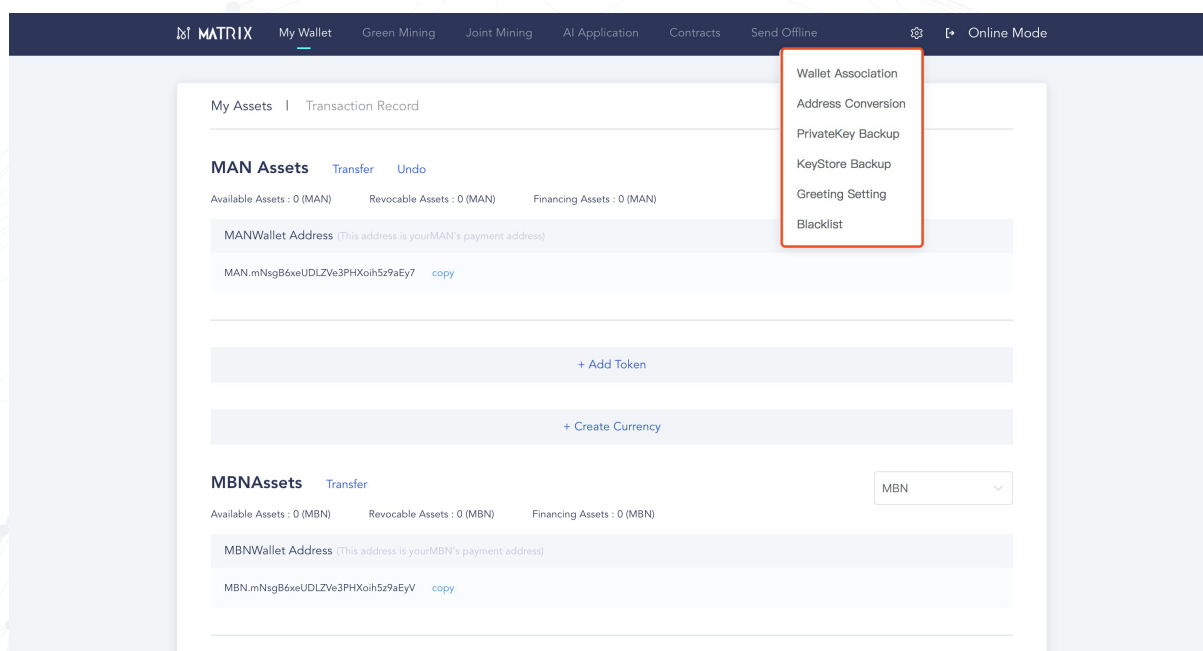 MATRIX My Wallet Green Mining Joint Mining AI Application Contracts Send Offline Online Mode
Wallet Association
Address Conversion
PrivateKey Backup
KeyStore Backup
Greeting Setting
Blacklist
My Assets | Transaction Record
MAN Assets Transfer Undo
Available Assets : 0 (MAN) Revocable Assets : 0 (MAN) Financing Assets : 0 (MAN)
MANWallet Address (This address is yourMAN's payment address)
MAN.mNsgB6xeUDLZVe3PHXoih5z9aEy7 copy
+ Add Token
+ Create Currency
MBNAssets Transfer MBN
Available Assets : 0 (MBN) Revocable Assets : 0 (MBN) Financing Assets : 0 (MBN)
MBNWallet Address (This address is yourMBN's payment address)
MBN.mNsgB6xeUDLZVe3PHXoih5z9aEyV copy